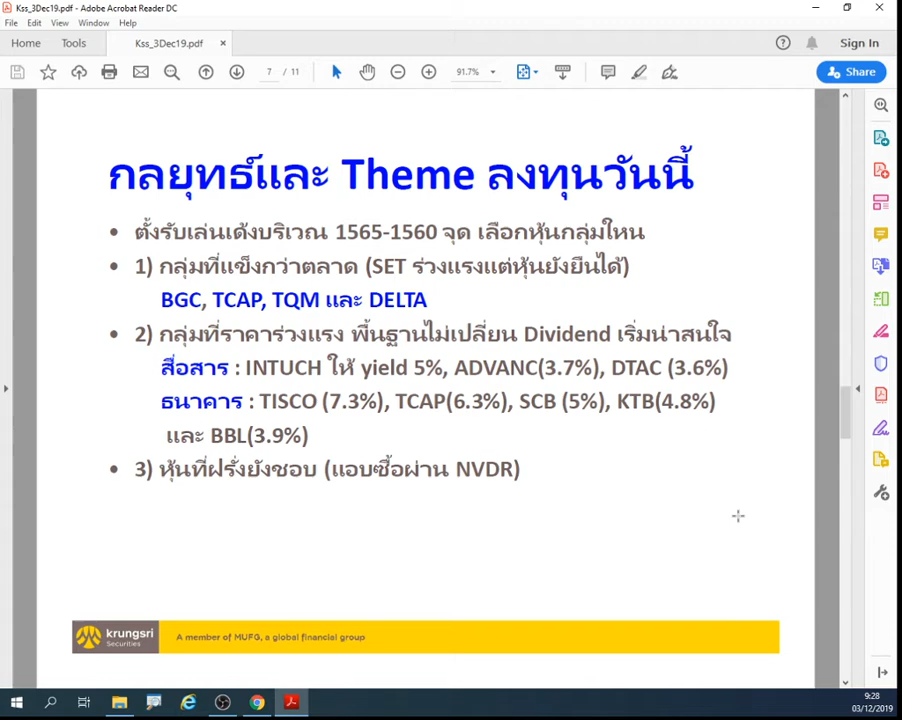 Kss_3Dec19.pdf - Adobe Acrobat Reader DC
File Edit View Window Help
Home Tools Kss_3Dec19.pdf × Sign In
7 / 11 91.7% Share
กลยุทธ์และ Theme ลงทุนวันนี้
• ตั้งรับเล่นเด้งบริเวณ 1565-1560 จุด เลือกหุ้นกลุ่มใหน
• 1) กลุ่มที่แข็งกว่าตลาด (SET ร่วงแรงแต่หุ้นยังยืนได้)
BGC, TCAP, TQM และ DELTA
• 2) กลุ่มที่ราคาร่วงแรง พื้นฐานไม่เปลี่ยน Dividend เริ่มน่าสนใจ
สื่อสาร : INTUCH ให้ yield 5%, ADVANC(3.7%), DTAC (3.6%)
ธนาคาร : TISCO (7.3%), TCAP(6.3%), SCB (5%), KTB(4.8%)
และ BBL(3.9%)
• 3) หุ้นที่ฝรั่งยังชอบ (แอบซื้อผ่าน NVDR)
krungsri
Securities
A member of MUFG, a global financial group
9:28
03/12/2019